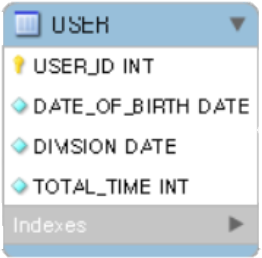 USER
USER_ID INT
DATE_OF_BIRTH DATE
DIVISION DATE
TOTAL_TIME INT
Indexes